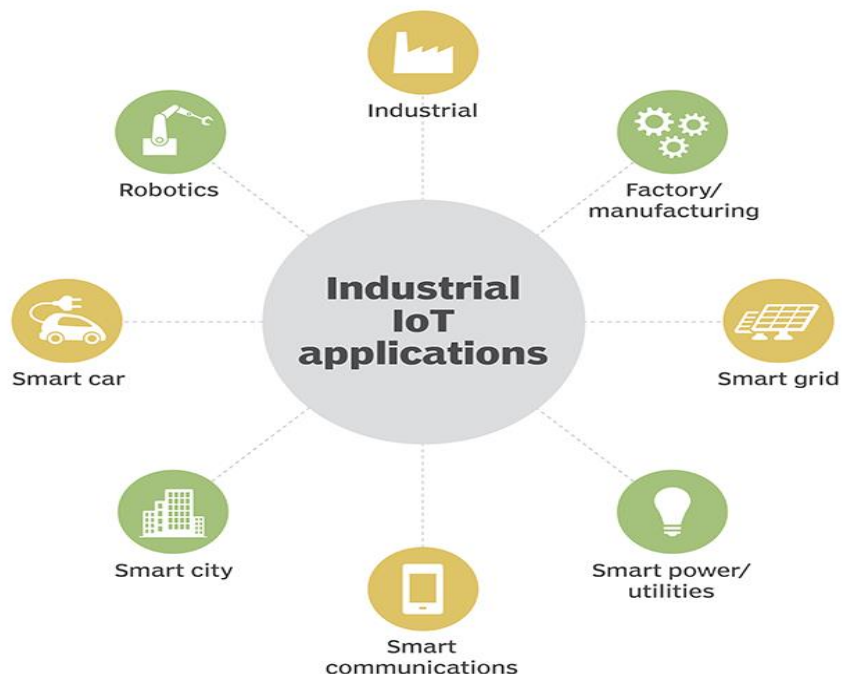 Industrial
Robotics
Factory/
manufacturing
Industrial
IoT
applications
Smart car
Smart grid
Smart city
Smart power/
utilities
Smart
communications